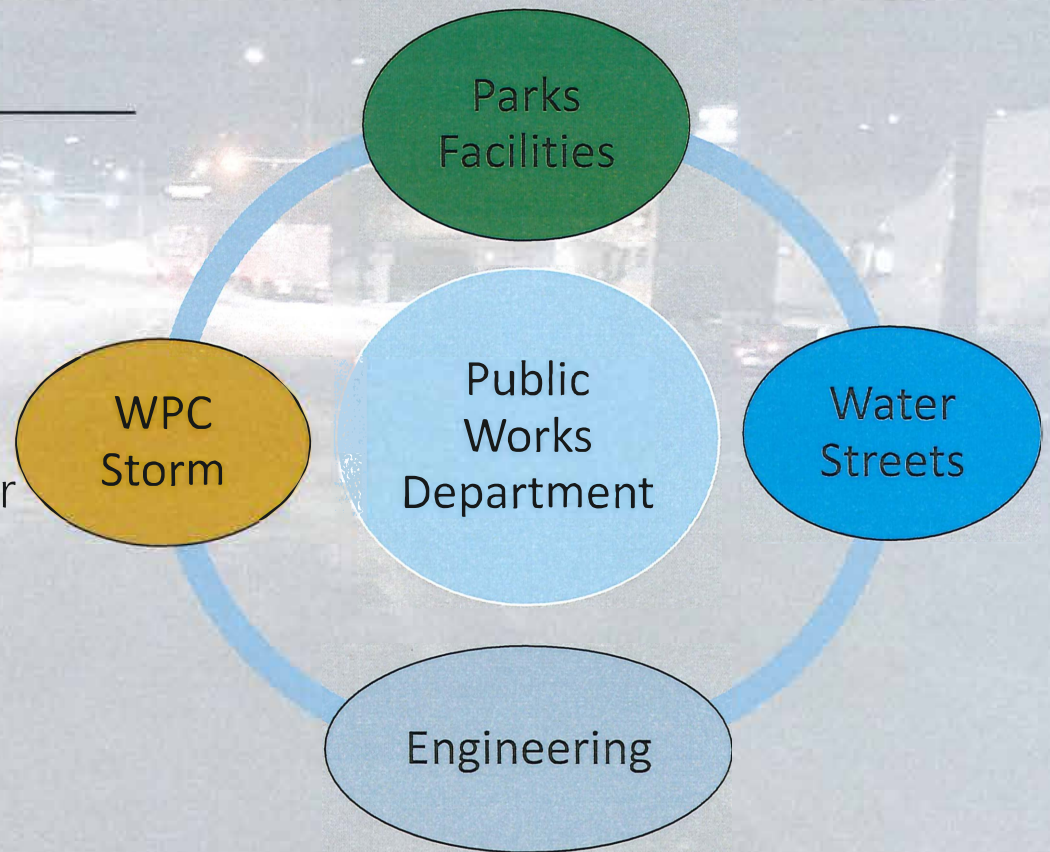 Parks
Facilities
WPC
Storm
Public
Works
Department
Water
Streets
Engineering